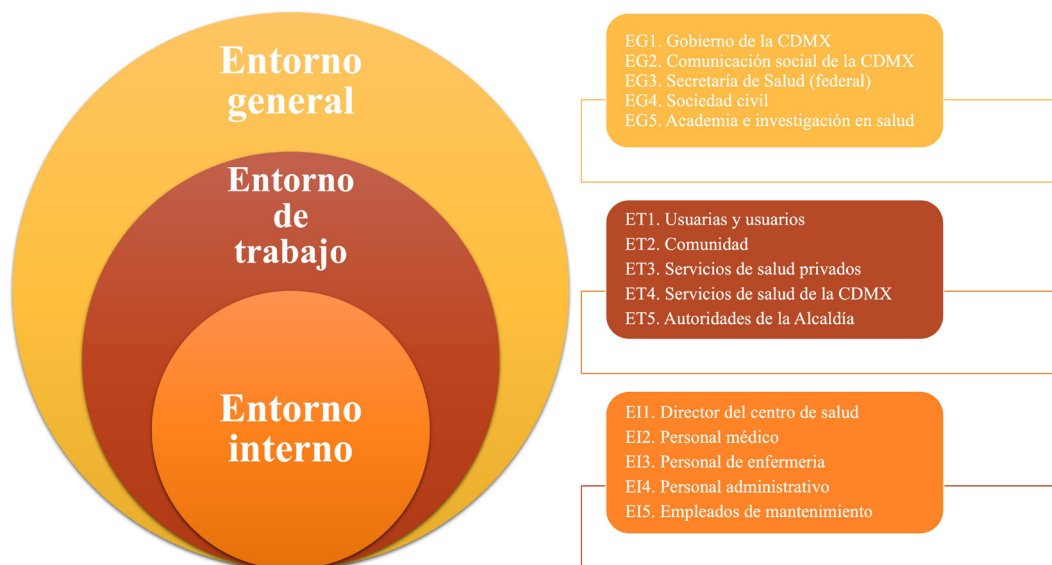 Entorno
general
Entorno
de
trabajo
Entorno
interno
EG1. Gobierno de la CDMX
EG2. Comunicación social de la CDMX
EG3. Secretaría de Salud (federal)
EG4. Sociedad civil
EG5. Academia e investigación en salud
ET1. Usuarias y usuarios
ET2. Comunidad
ET3. Servicios de salud privados
ET4. Servicios de salud de la CDMX
ET5. Autoridades de la Alcaldía
EI1. Director del centro de salud
EI2. Personal médico
EI3. Personal de enfermeria
EI4. Personal administrativo
EI5. Empleados de mantenimiento